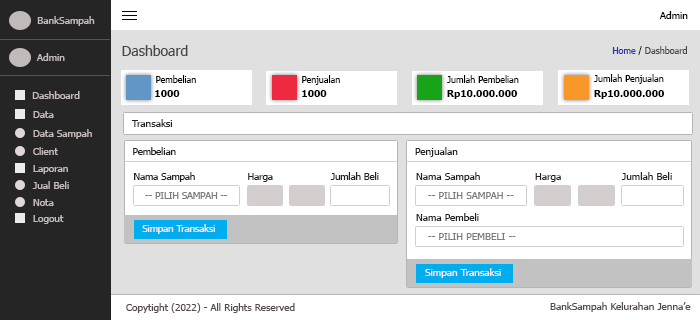 BankSampah
Admin
Admin
Dashboard
Data
Data Sampah
Client
Laporan
Jual Beli
Nota
Logout
Dashboard
Home / Dashboard
Pembelian
1000
Penjualan
1000
Jumlah Pembelian
Rp10.000.000
Jumlah Penjualan
Rp10.000.000
Transaksi
Pembelian
Nama Sampah Harga Jumlah Beli
-- PILIH SAMPAH --
Simpan Transaksi
Penjualan
Nama Sampah Harga Jumlah Beli
-- PILIH SAMPAH --
Nama Pembeli
-- PILIH PEMBELI --
Simpan Transaksi
Copytight (2022) - All Rights Reserved
BankSampah Kelurahan Jenna'e